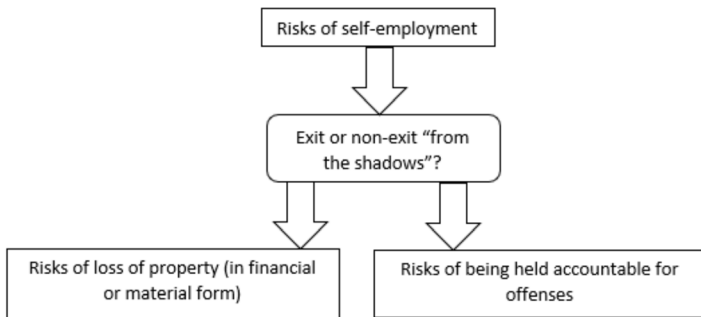 Risks of self-employment
Exit or non-exit “from
the shadows”?
Risks of loss of property (in financial
or material form)
Risks of being held accountable for
offenses